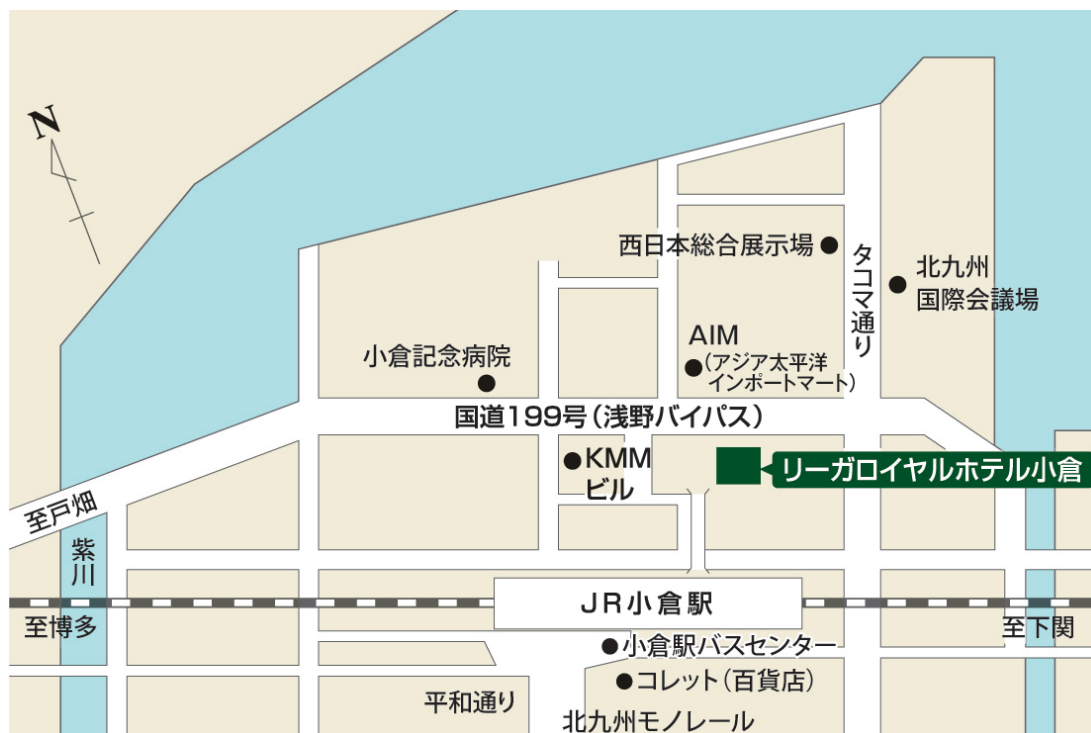 N
西日本総合展示場
タコマ通り
北九州
国際会議場
AIM
(アジア太平洋
インポートマート)
小倉記念病院
国道199号(浅野バイパス)
KMM
ビル
リーガロイヤルホテル小倉
至戸畑
紫川
JR小倉駅
至博多
至下関
小倉駅バスセンター
コレット(百貨店)
平和通り
北九州モノレール